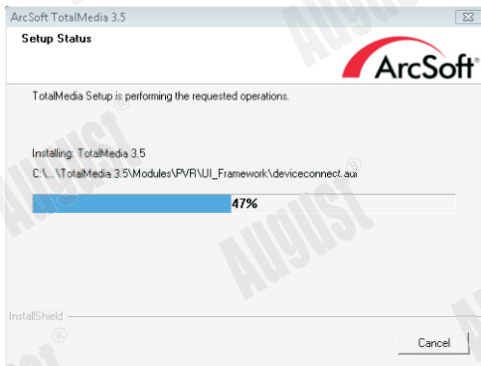 ArcSoft TotalMedia 3.5
Setup Status
ArcSoft®
TotalMedia Setup is performing the requested operations.
Installing: TotalMedia 3.5
C:\...\TotalMedia 3.5\Modules\PVR\UI_Framework\deviceconnect.aui
47%
InstallShield
Cancel
August®
August®
August®